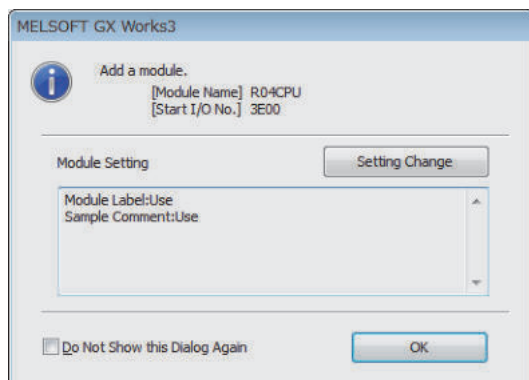 MELSOFT GX Works3
Add a module.
[Module Name] R04CPU
[Start I/O No.] 3E00
Module Setting
Setting Change
Module Label:Use
Sample Comment:Use
Do Not Show this Dialog Again
OK